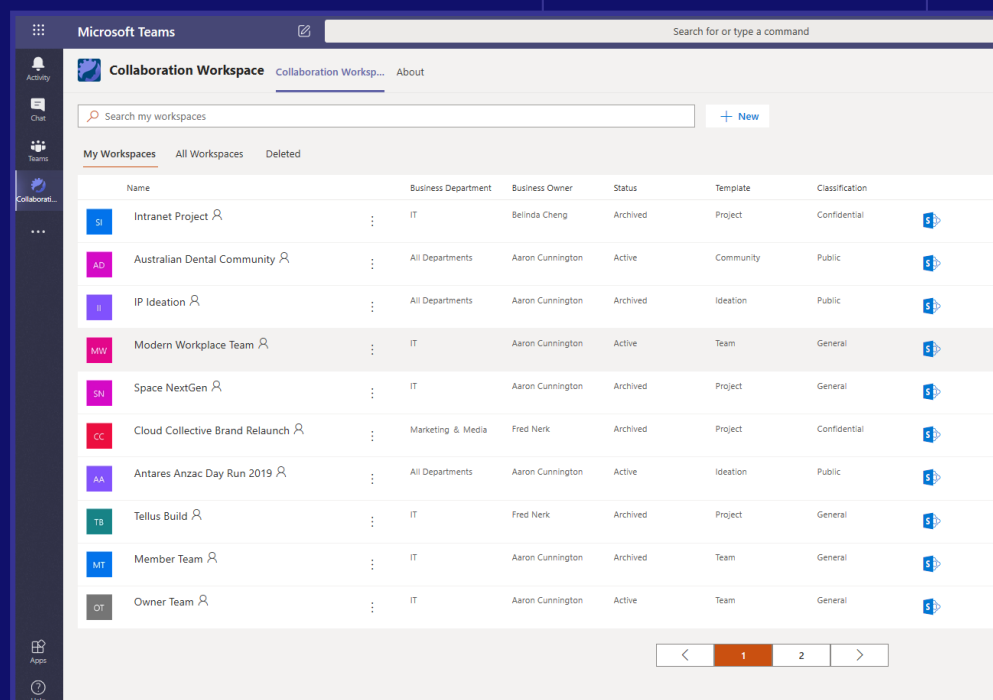 Microsoft Teams
Search for or type a command
Activity
Chat
Teams
Collaborati...
Apps
Collaboration Workspace Collaboration Worksp... About
Search my workspaces
New
My Workspaces All Workspaces Deleted
Name Business Department Business Owner Status Template Classification
SI Intranet Project IT Belinda Cheng Archived Project Confidential
AD Australian Dental Community All Departments Aaron Cunnington Active Community Public
II IP Ideation All Departments Aaron Cunnington Archived Ideation Public
MW Modern Workplace Team IT Aaron Cunnington Active Team General
SN Space NextGen IT Aaron Cunnington Archived Project General
CC Cloud Collective Brand Relaunch Marketing & Media Fred Nerk Archived Project Confidential
AA Antares Anzac Day Run 2019 All Departments Aaron Cunnington Active Ideation Public
TB Tellus Build IT Fred Nerk Archived Project General
MT Member Team IT Aaron Cunnington Archived Team General
OT Owner Team IT Aaron Cunnington Active Team General
1 2